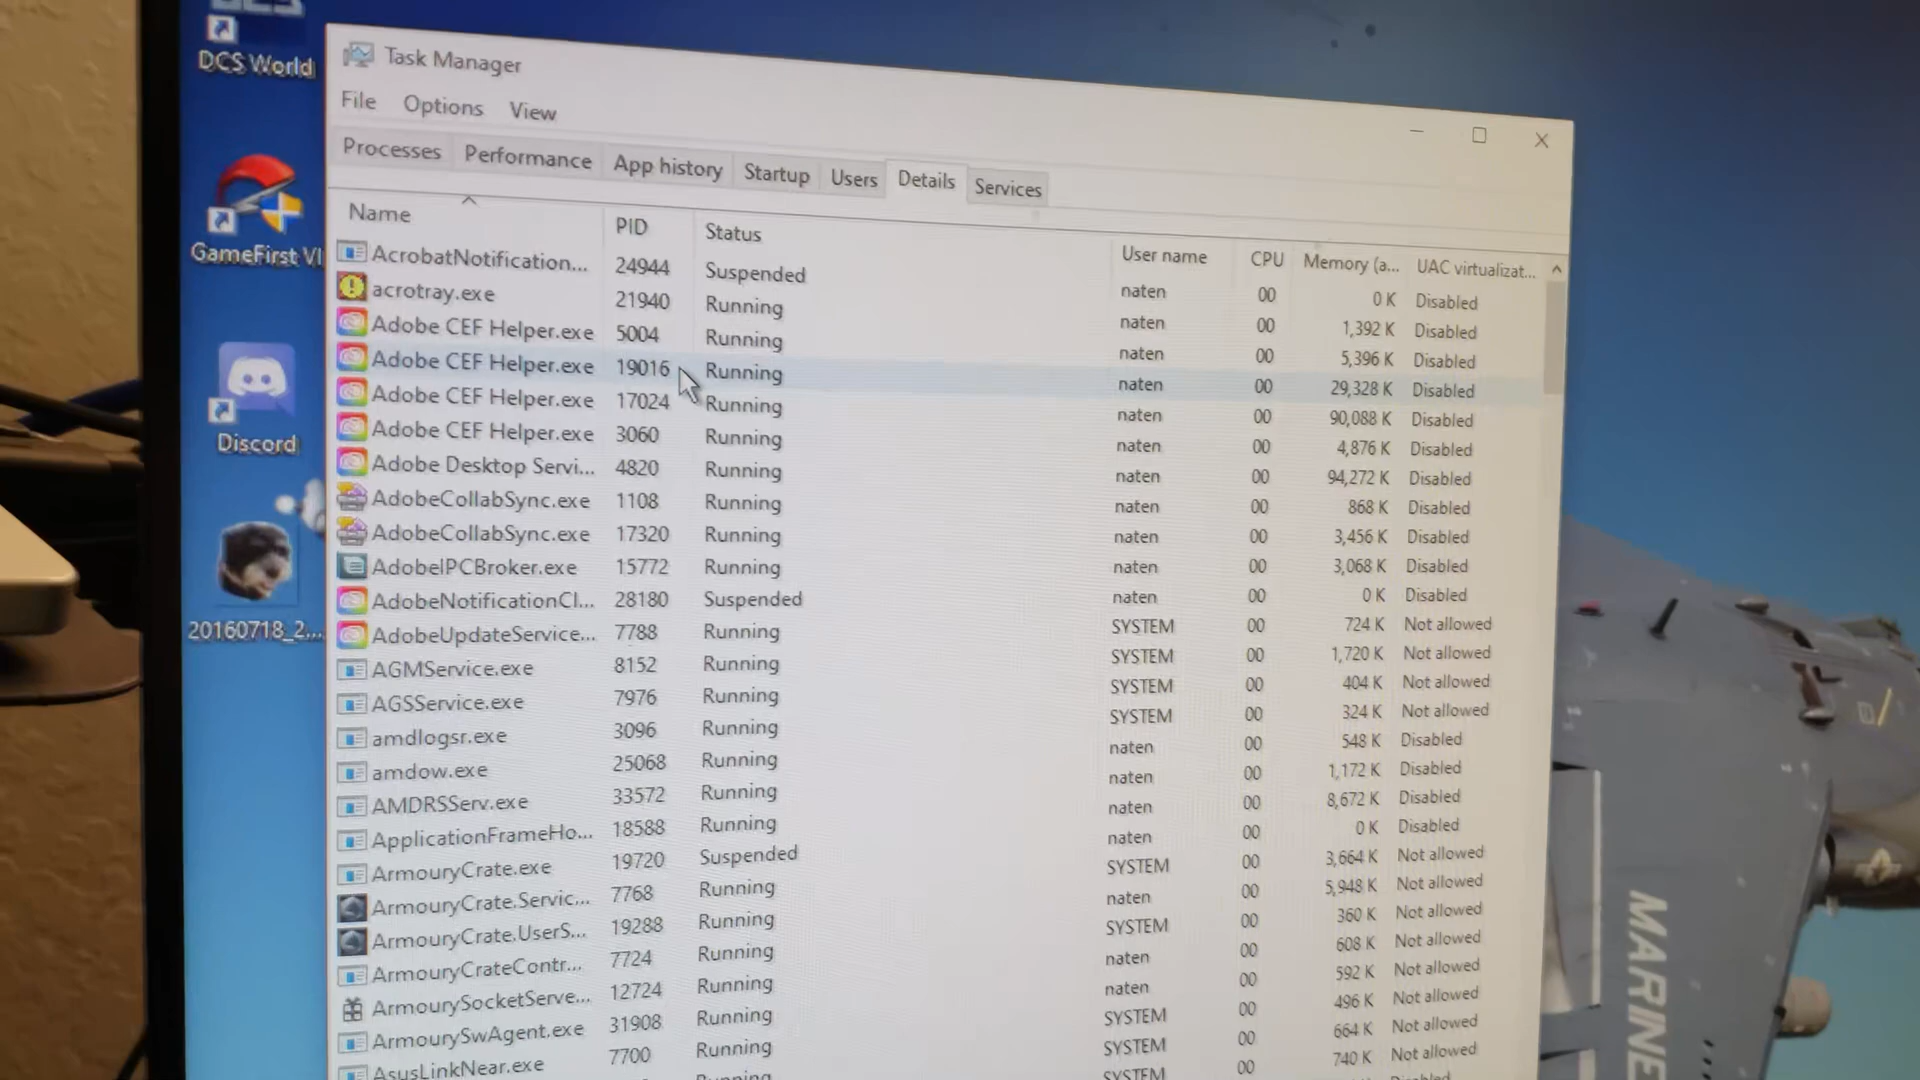 DCS World
GameFirst VI
Discord
20160718_2...
Task Manager
File Options View
Processes Performance App history Startup Users Details Services
Name PID Status User name CPU Memory (a... UAC virtualizat...
AcrobatNotification... 24944 Suspended naten 00 0 K Disabled
acrotray.exe 21940 Running naten 00 1,392 K Disabled
Adobe CEF Helper.exe 5004 Running naten 00 5,396 K Disabled
Adobe CEF Helper.exe 19016 Running naten 00 29,328 K Disabled
Adobe CEF Helper.exe 17024 Running naten 00 90,088 K Disabled
Adobe CEF Helper.exe 3060 Running naten 00 4,876 K Disabled
Adobe Desktop Servi... 4820 Running naten 00 94,272 K Disabled
AdobeCollabSync.exe 1108 Running naten 00 868 K Disabled
AdobeCollabSync.exe 17320 Running naten 00 3,456 K Disabled
AdobeIPCBroker.exe 15772 Running naten 00 3,068 K Disabled
AdobeNotificationCl... 28180 Suspended naten 00 0 K Disabled
AdobeUpdateService... 7788 Running SYSTEM 00 724 K Not allowed
AGMService.exe 8152 Running SYSTEM 00 1,720 K Not allowed
AGSService.exe 7976 Running SYSTEM 00 404 K Not allowed
amdlogsr.exe 3096 Running SYSTEM 00 324 K Not allowed
amdow.exe 25068 Running naten 00 548 K Disabled
AMDRSServ.exe 33572 Running naten 00 1,172 K Disabled
ApplicationFrameHo... 18588 Running naten 00 8,672 K Disabled
ArmouryCrate.exe 19720 Suspended naten 00 0 K Disabled
ArmouryCrate.Servic... 7768 Running SYSTEM 00 3,664 K Not allowed
ArmouryCrate.UserS... 19288 Running naten 00 5,948 K Not allowed
ArmouryCrateContr... 7724 Running SYSTEM 00 360 K Not allowed
ArmourySocketServe... 12724 Running naten 00 608 K Not allowed
ArmourySwAgent.exe 31908 Running naten 00 592 K Not allowed
AsusLinkNear.exe 7700 Running SYSTEM 00 496 K Not allowed
Running SYSTEM 00 664 K Not allowed
SYSTEM 00 740 K Not allowed
MARINE